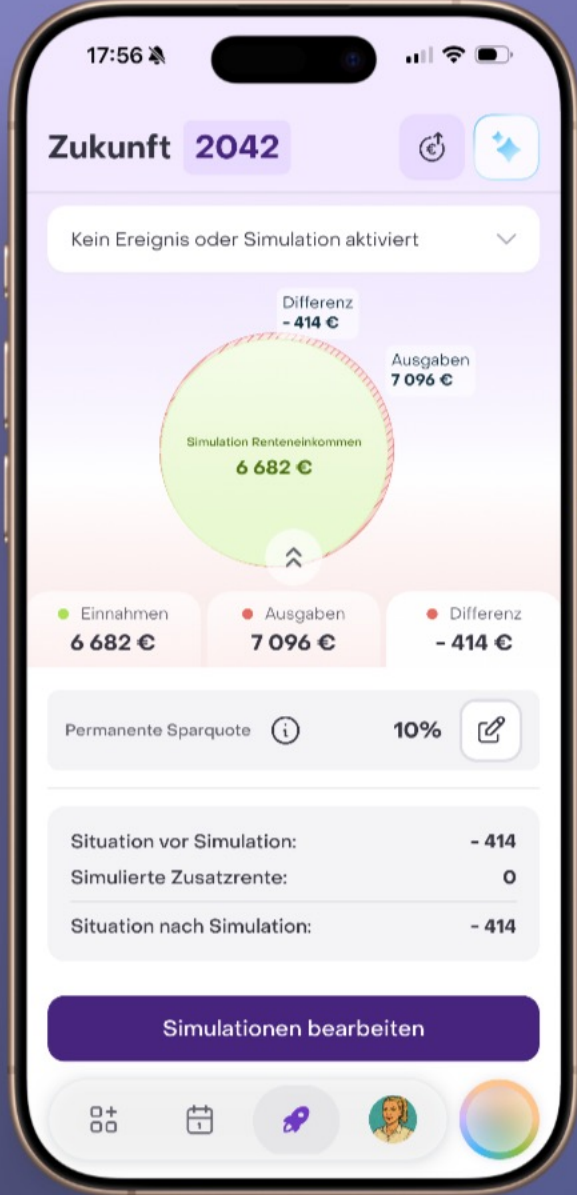 17:56
Zukunft 2042
Kein Ereignis oder Simulation aktiviert
Differenz
- 414 €
Ausgaben
7 096 €
Simulation Renteneinkommen
6 682 €
Einnahmen
6 682 €
Ausgaben
7 096 €
Differenz
- 414 €
Permanente Sparquote 10%
Situation vor Simulation: - 414
Simulierte Zusatzrente: 0
Situation nach Simulation: - 414
Simulationen bearbeiten
1